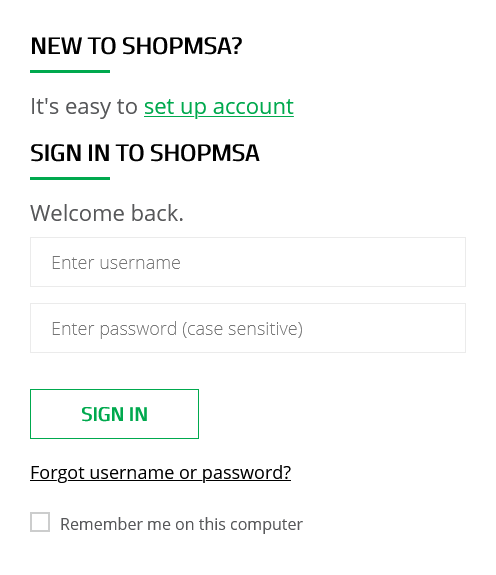 NEW TO SHOPMSA?
It's easy to set up account
SIGN IN TO SHOPMSA
Welcome back.
Enter username
Enter password (case sensitive)
SIGN IN
Forgot username or password?
Remember me on this computer